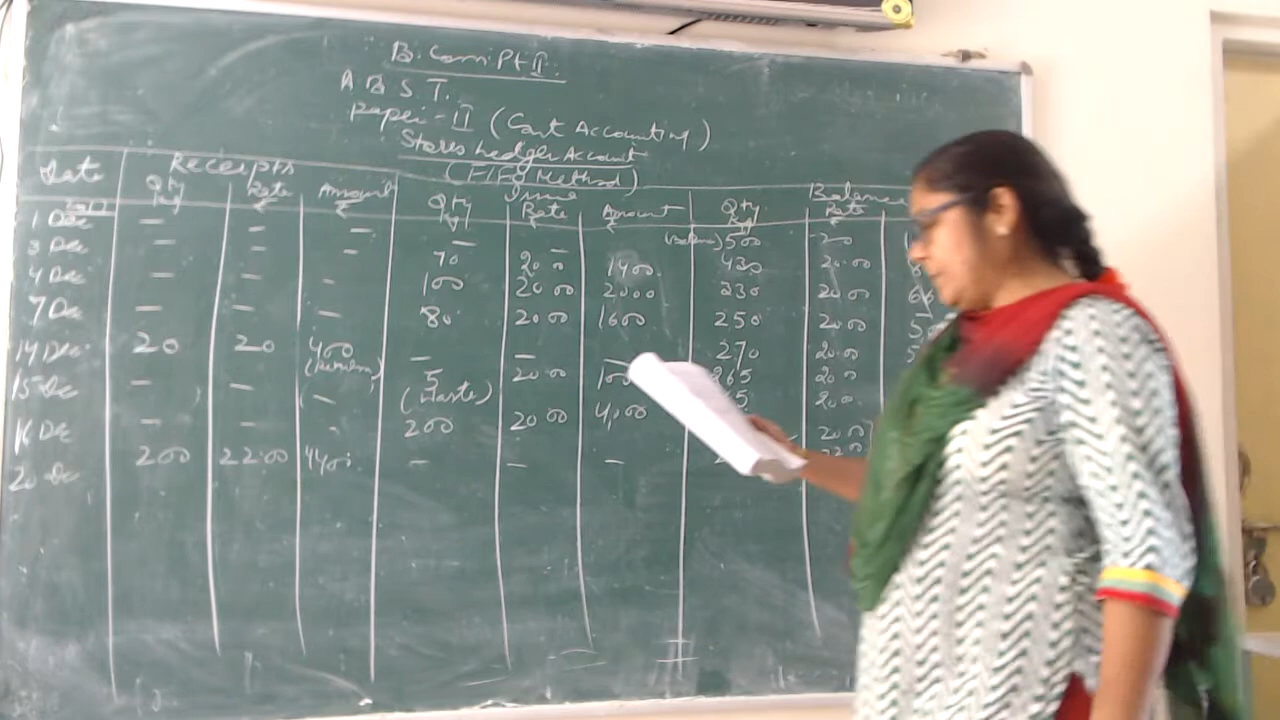 B. Com Pt II.
A B S T.
Paper-II (Cost Accounting)
Stores Ledger Account
(FIFO Method)
Date Receipts Issue Balance
Qty Kg Rate ₹ Amount ₹ Qty Kg Rate ₹ Amount ₹ Qty Kg Rate ₹
1 Dec - - - - - 500 20
3 Dec - - - 70 20.00 1400. 430 20.00
4 Dec - - - 100 20.00 2000 330 20.00
7 Dec - - - 80 20.00 1600 250 20.00
14 Dec 20 20 400 - - - 270 20.00
15 Dec - - - 5 (Waste) 20.00 100 265 20.00
16 Dec - - - 200 20.00 4,000 20.00
20 Dec 200 22.00 4400 - - -